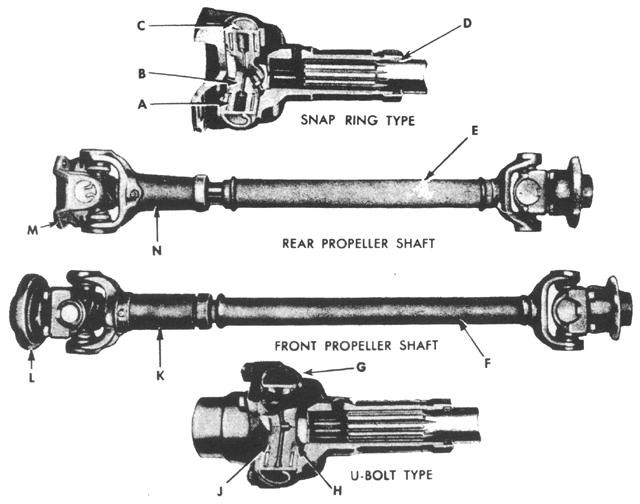 C
D
B
A
SNAP RING TYPE
E
M
N
REAR PROPELLER SHAFT
FRONT PROPELLER SHAFT
L
K
F
G
U-BOLT TYPE
J
H